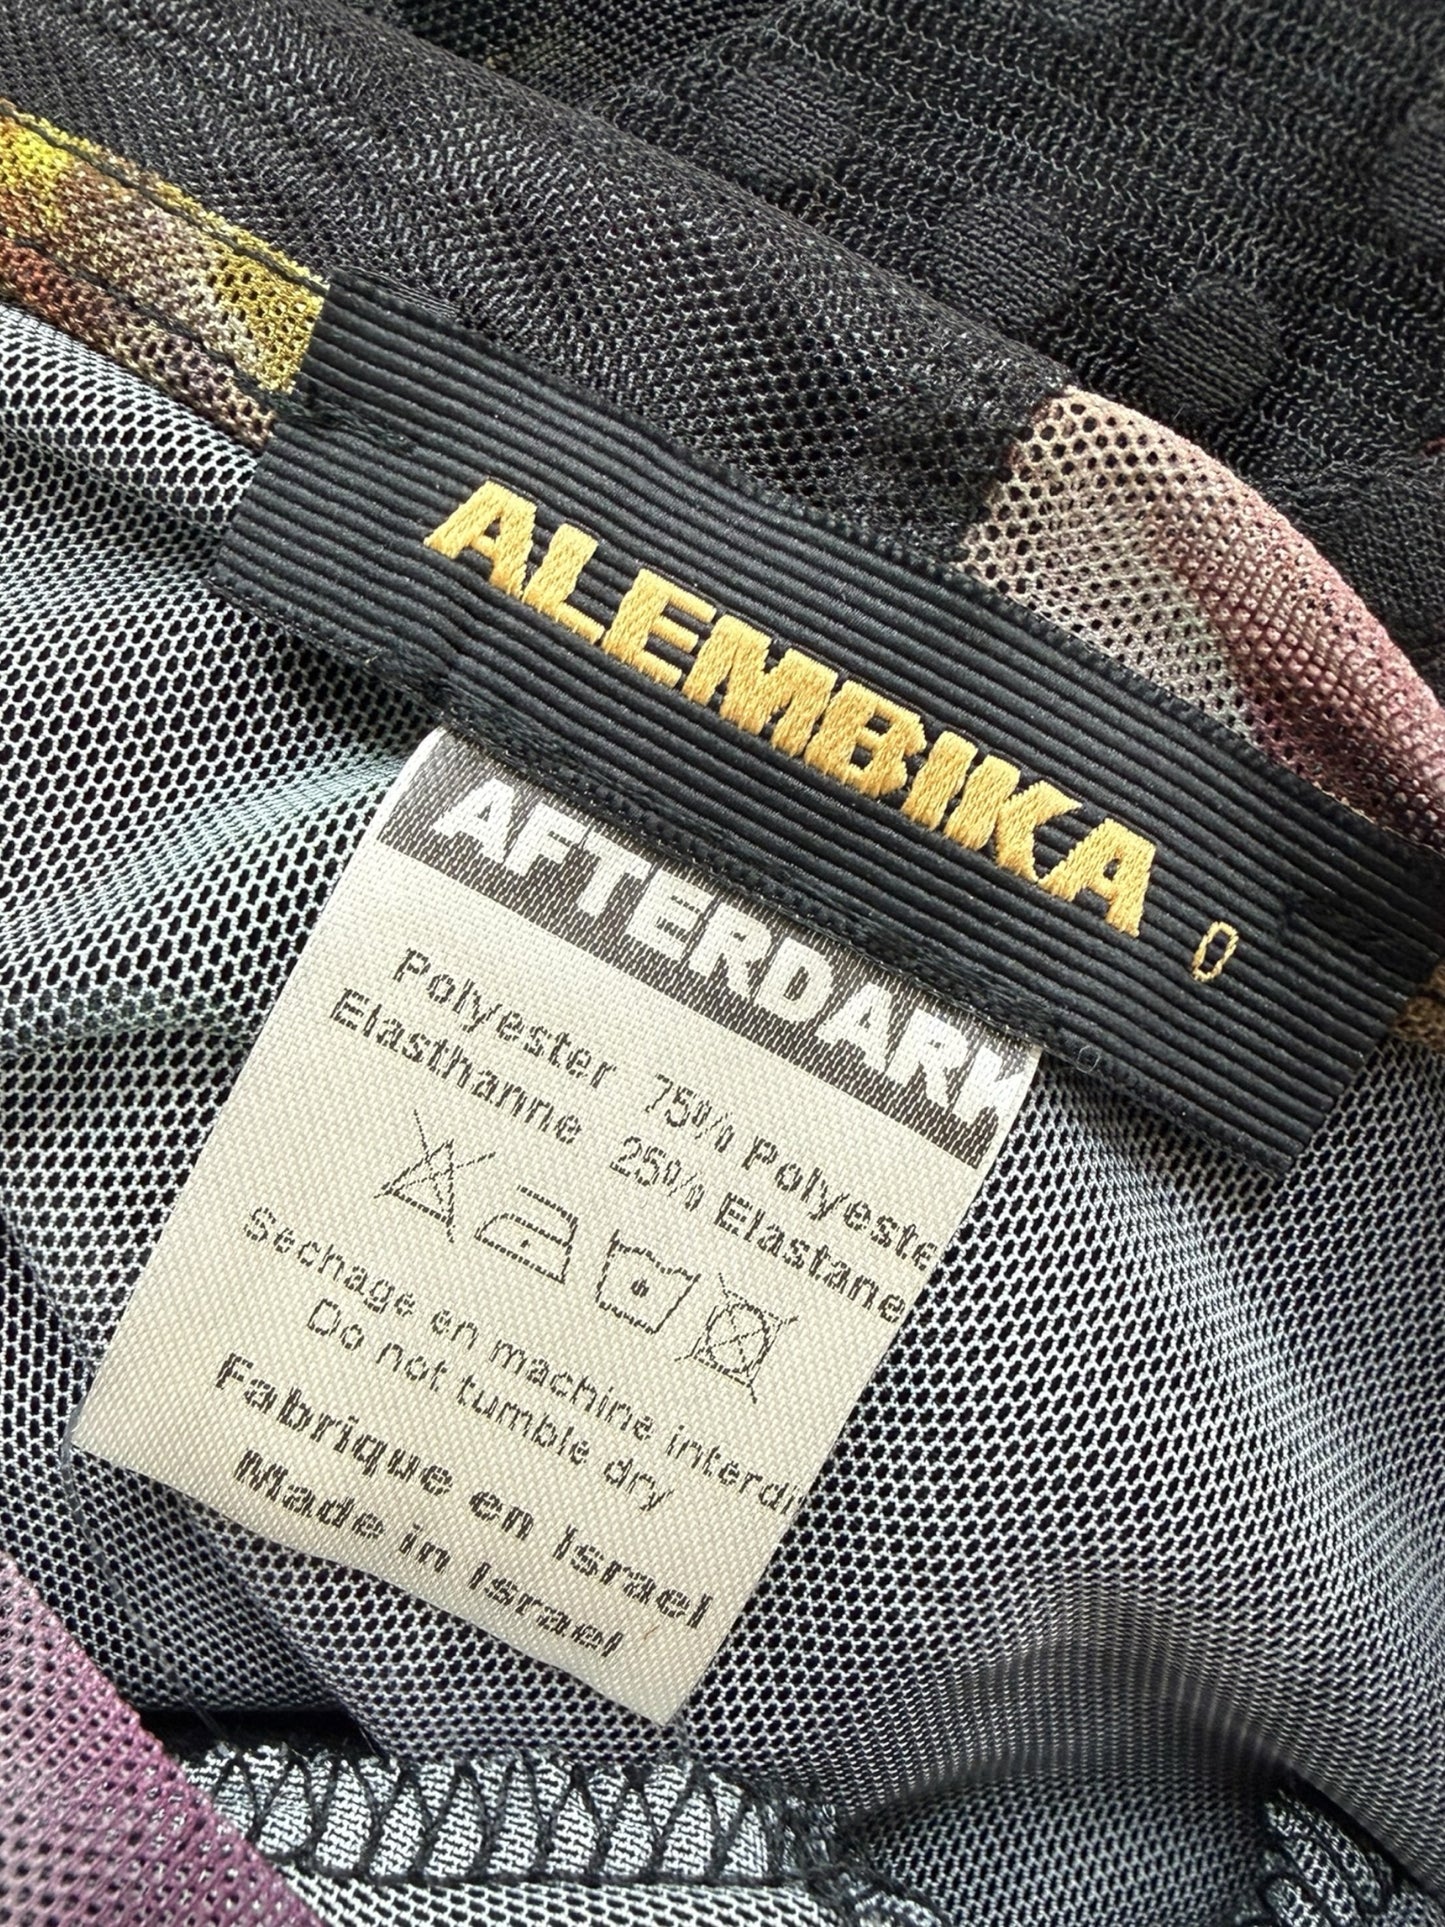 ALEMBIKA 0
AFTERDARK
Polyester 75% Polyeste
Elasthanne 25% Elastane
Sechage en machine interdi
Do not tumble dry
Fabrique en Israel
Made in Israel